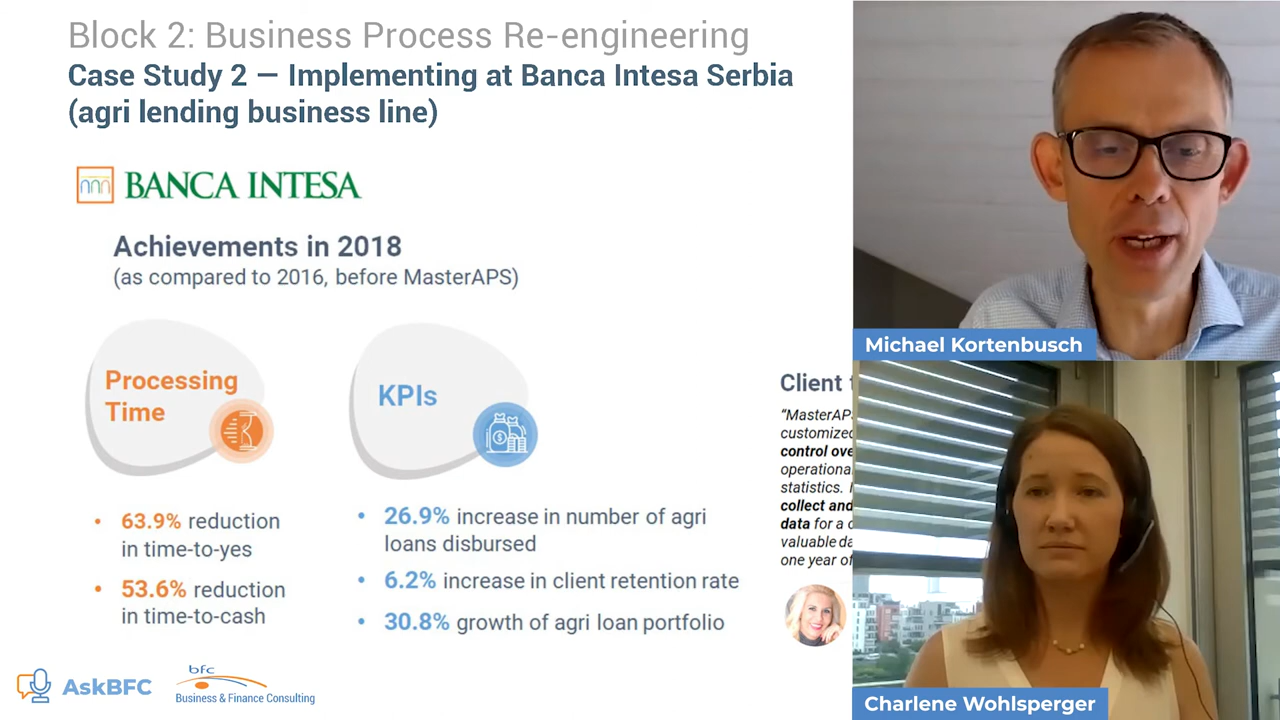 Block 2: Business Process Re-engineering
Case Study 2 — Implementing at Banca Intesa Serbia
(agri lending business line)
BANCA INTESA
Achievements in 2018
(as compared to 2016, before MasterAPS)
Processing
Time
KPIs
• 63.9% reduction
in time-to-yes
• 53.6% reduction
in time-to-cash
• 26.9% increase in number of agri
loans disbursed
• 6.2% increase in client retention rate
• 30.8% growth of agri loan portfolio
Client
"MasterAP
customized
control ove
operationa
statistics.
collect and
data for a
valuable da
one year of
AskBFC
bfc
Business & Finance Consulting
Michael Kortenbusch
Charlene Wohlsperger